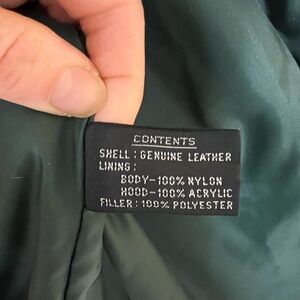 CONTENTS
SHELL: GENUINE LEATHER
LINING:
BODY-100% NYLON
HOOD-100% ACRYLIC
FILLER: 100% POLYESTER